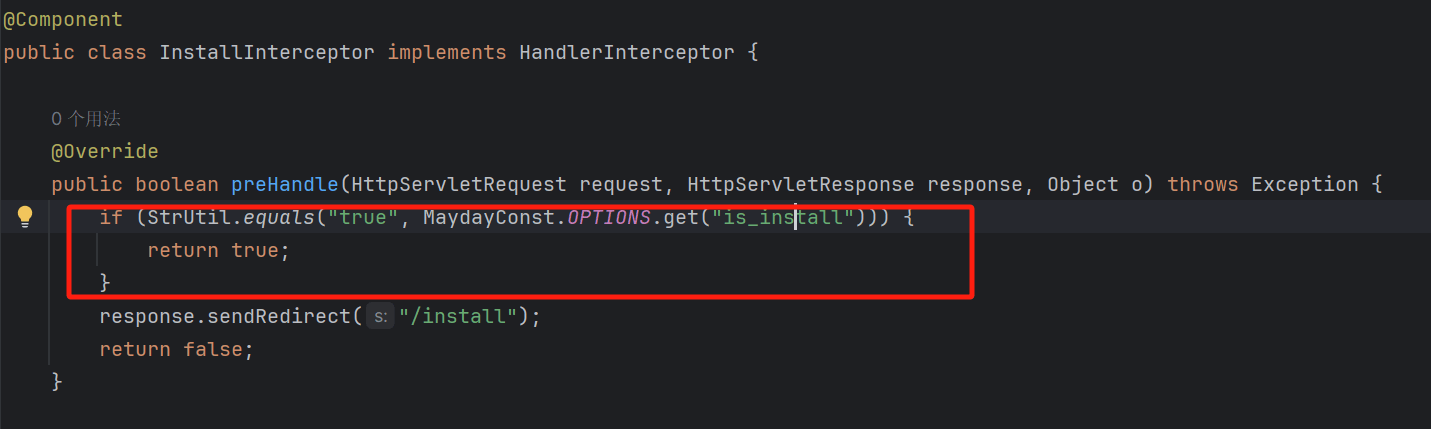 @Component
public class InstallInterceptor implements HandlerInterceptor {
0 个用法
@Override
public boolean preHandle(HttpServletRequest request, HttpServletResponse response, Object o) throws Exception {
if (StrUtil.equals("true", MaydayConst.OPTIONS.get("is_install"))) {
return true;
}
response.sendRedirect( s: "/install");
return false;
}